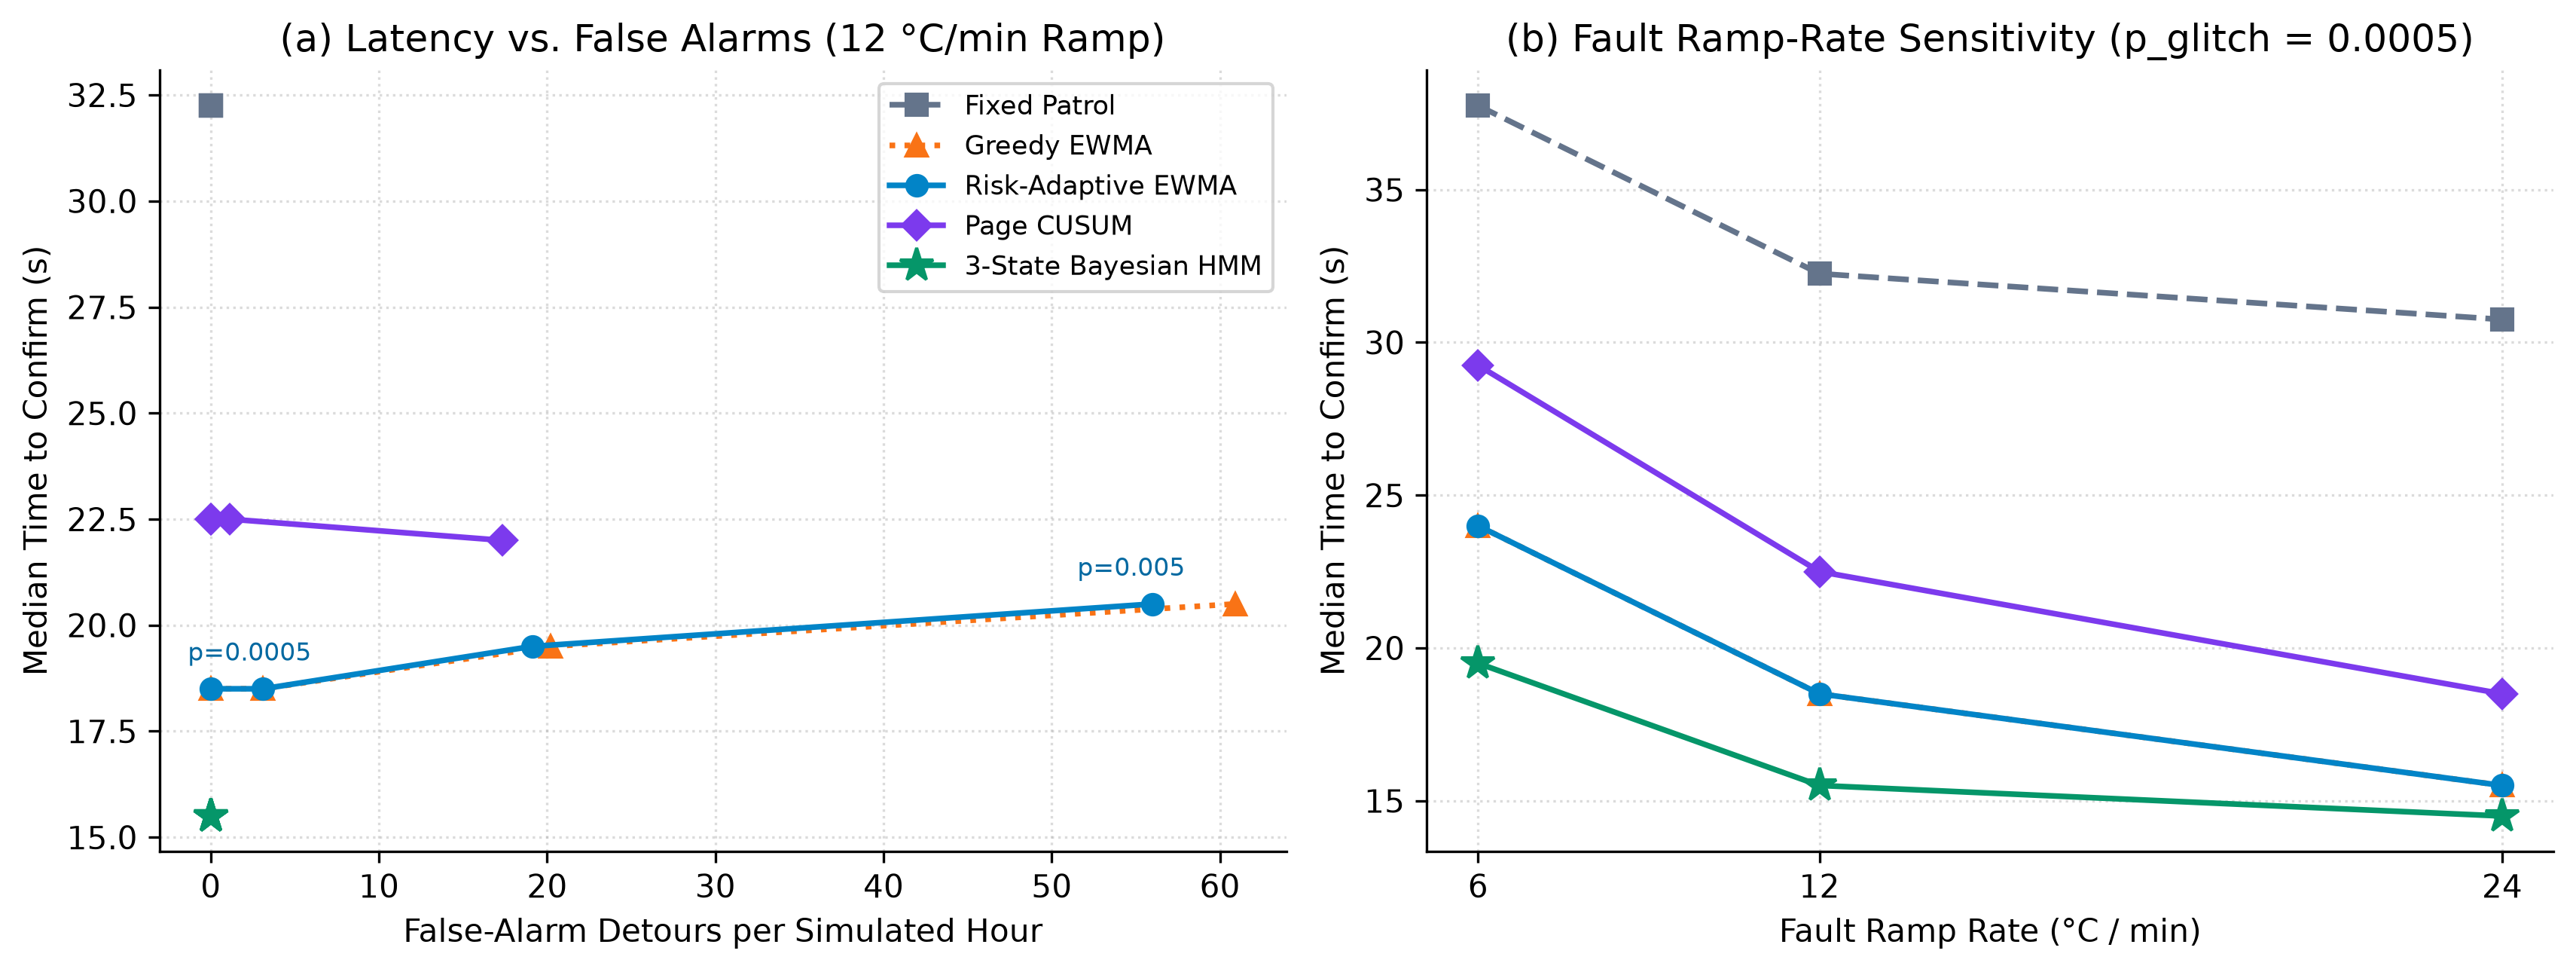 (a) Latency vs. False Alarms (12 °C/min Ramp)
Median Time to Confirm (s)
32.5
30.0
27.5
25.0
22.5
20.0
17.5
15.0
Fixed Patrol
Greedy EWMA
Risk-Adaptive EWMA
Page CUSUM
3-State Bayesian HMM
p=0.005
p=0.0005
0 10 20 30 40 50 60
False-Alarm Detours per Simulated Hour
(b) Fault Ramp-Rate Sensitivity (p_glitch = 0.0005)
Median Time to Confirm (s)
35
30
25
20
15
6 12 24
Fault Ramp Rate (°C / min)